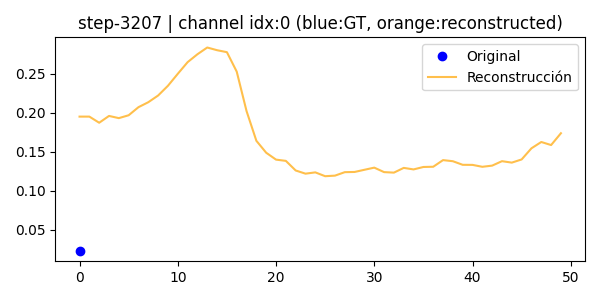 step-3207 | channel idx:0 (blue:GT, orange:reconstructed)
Original
Reconstrucción
0.25
0.20
0.15
0.10
0.05
0 10 20 30 40 50